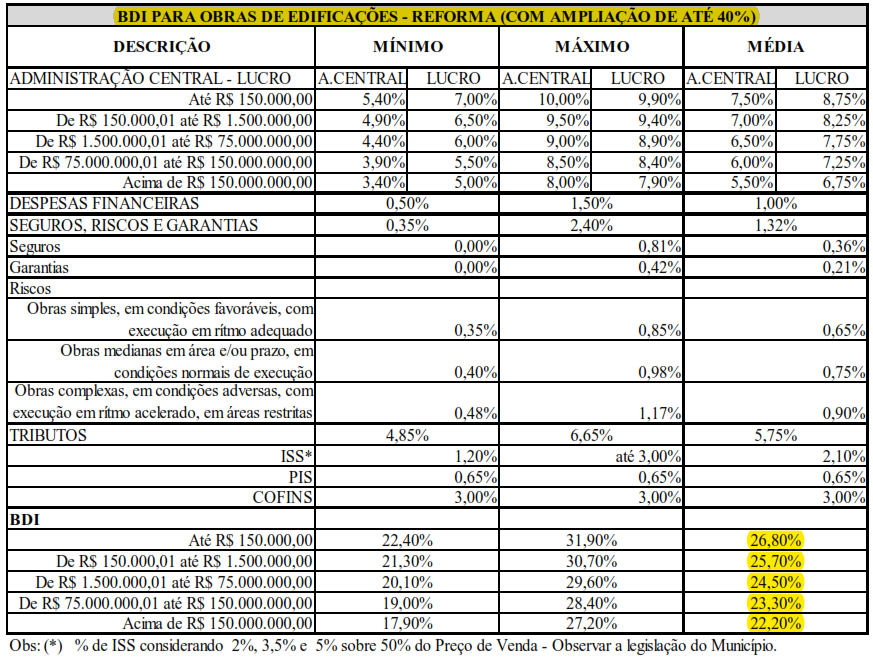 BDI PARA OBRAS DE EDIFICAÇÕES - REFORMA (COM AMPLIAÇÃO DE ATÉ 40%)
DESCRIÇÃO MÍNIMO MÁXIMO MÉDIA
ADMINISTRAÇÃO CENTRAL - LUCRO A.CENTRAL LUCRO A.CENTRAL LUCRO A.CENTRAL LUCRO
Até R$ 150.000,00 5,40% 7,00% 10,00% 9,90% 7,50% 8,75%
De R$ 150.000,01 até R$ 1.500.000,00 4,90% 6,50% 9,50% 9,40% 7,00% 8,25%
De R$ 1.500.000,01 até R$ 75.000.000,00 4,40% 6,00% 9,00% 8,90% 6,50% 7,75%
De R$ 75.000.000,01 até R$ 150.000.000,00 3,90% 5,50% 8,50% 8,40% 6,00% 7,25%
Acima de R$ 150.000.000,00 3,40% 5,00% 8,00% 7,90% 5,50% 6,75%
DESPESAS FINANCEIRAS 0,50% 1,50% 1,00%
SEGUROS, RISCOS E GARANTIAS 0,35% 2,40% 1,32%
Seguros 0,00% 0,81% 0,36%
Garantias 0,00% 0,42% 0,21%
Riscos
Obras simples, em condições favoráveis, com
execução em rítmo adequado 0,35% 0,85% 0,65%
Obras medianas em área e/ou prazo, em
condições normais de execução 0,40% 0,98% 0,75%
Obras complexas, em condições adversas, com
execução em rítmo acelerado, em áreas restritas 0,48% 1,17% 0,90%
TRIBUTOS 4,85% 6,65% 5,75%
ISS* 1,20% até 3,00% 2,10%
PIS 0,65% 0,65% 0,65%
COFINS 3,00% 3,00% 3,00%
BDI
Até R$ 150.000,00 22,40% 31,90% 26,80%
De R$ 150.000,01 até R$ 1.500.000,00 21,30% 30,70% 25,70%
De R$ 1.500.000,01 até R$ 75.000.000,00 20,10% 29,60% 24,50%
De R$ 75.000.000,01 até R$ 150.000.000,00 19,00% 28,40% 23,30%
Acima de R$ 150.000.000,00 17,90% 27,20% 22,20%
Obs: (*) % de ISS considerando 2%, 3,5% e 5% sobre 50% do Preço de Venda - Observar a legislação do Município.